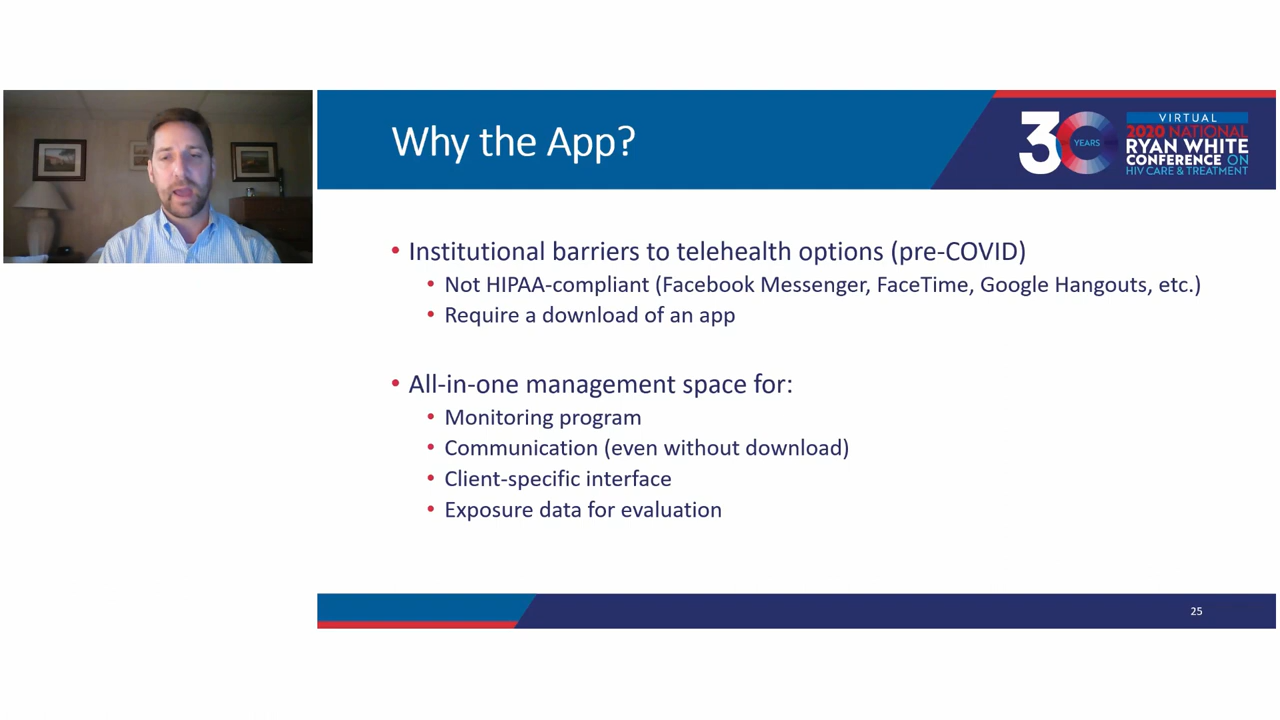 Why the App?
30 YEARS
VIRTUAL
2020 NATIONAL
RYAN WHITE
CONFERENCE ON
HIV CARE & TREATMENT
• Institutional barriers to telehealth options (pre-COVID)
• Not HIPAA-compliant (Facebook Messenger, FaceTime, Google Hangouts, etc.)
• Require a download of an app
• All-in-one management space for:
• Monitoring program
• Communication (even without download)
• Client-specific interface
• Exposure data for evaluation
25